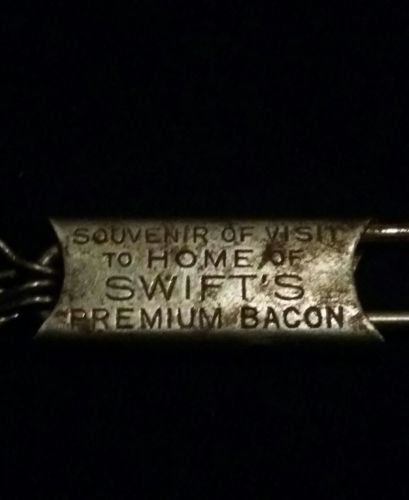 SOUVENIR OF VISIT
TO HOME OF
SWIFT'S
PREMIUM BACON